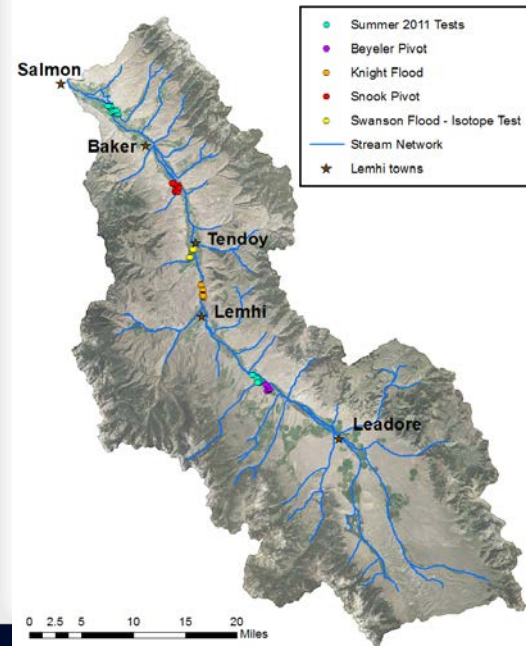 Summer 2011 Tests
Beyeler Pivot
Knight Flood
Snook Pivot
Swanson Flood - Isotope Test
Stream Network
Lemhi towns
Salmon
Baker
Tendoy
Lemhi
Leadore
0 2.5 5 10 15 20
Miles